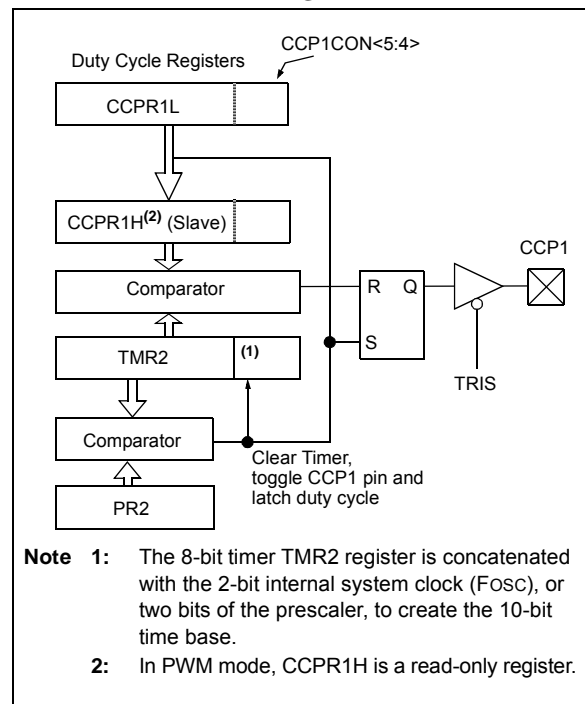 CCP1CON<5:4>
Duty Cycle Registers
CCPR1L
CCPR1H(2) (Slave)
CCP1
Comparator
R Q
TMR2
(1)
S
TRIS
Comparator
Clear Timer,
toggle CCP1 pin and
latch duty cycle
PR2
Note 1: The 8-bit timer TMR2 register is concatenated
with the 2-bit internal system clock (FOSC), or
two bits of the prescaler, to create the 10-bit
time base.
2: In PWM mode, CCPR1H is a read-only register.